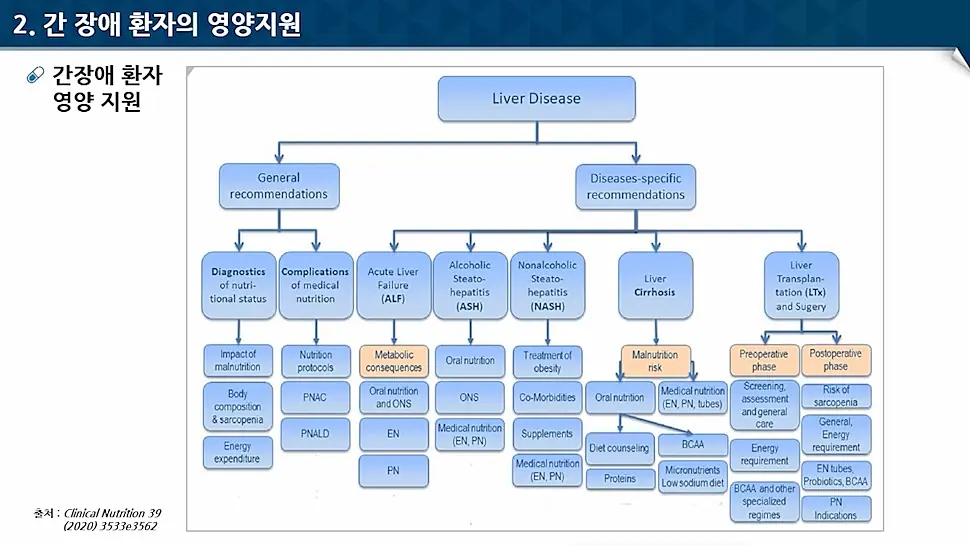 2. 간 장애 환자의 영양지원
간장애 환자
영양 지원
Liver Disease
General
recommendations
Diseases-specific
recommendations
Diagnostics
of nutri-
tional status
Complications
of medical
nutrition
Acute Liver
Failure
(ALF)
Alcoholic
Steato-
hepatitis
(ASH)
Nonalcoholic
Steato-
hepatitis
(NASH)
Liver
Cirrhosis
Liver
Transplan-
tation (LTx)
and Sugery
Impact of
malnutrition
Body
composition
& sarcopenia
Energy
expenditure
Nutrition
protocols
PNAC
PNALD
Metabolic
consequences
Oral nutrition
and ONS
EN
PN
Oral nutrition
ONS
Medical nutrition
(EN, PN)
Treatment of
obesity
Co-Morbidities
Supplements
Medical nutrition
(EN, PN)
Malnutrition
risk
Oral nutrition
Medical nutrition
(EN, PN, tubes)
Diet counseling
Proteins
BCAA
Micronutrients
Low sodium diet
Preoperative
phase
Screening,
assessment
and general
care
Energy
requirement
BCAA and other
specialized
regimes
Postoperative
phase
Risk of
sarcopenia
General,
Energy
requirement
EN tubes,
Probiotics, BCAA
PN
Indications
출처 : Clinical Nutrition 39
(2020) 3533e3562